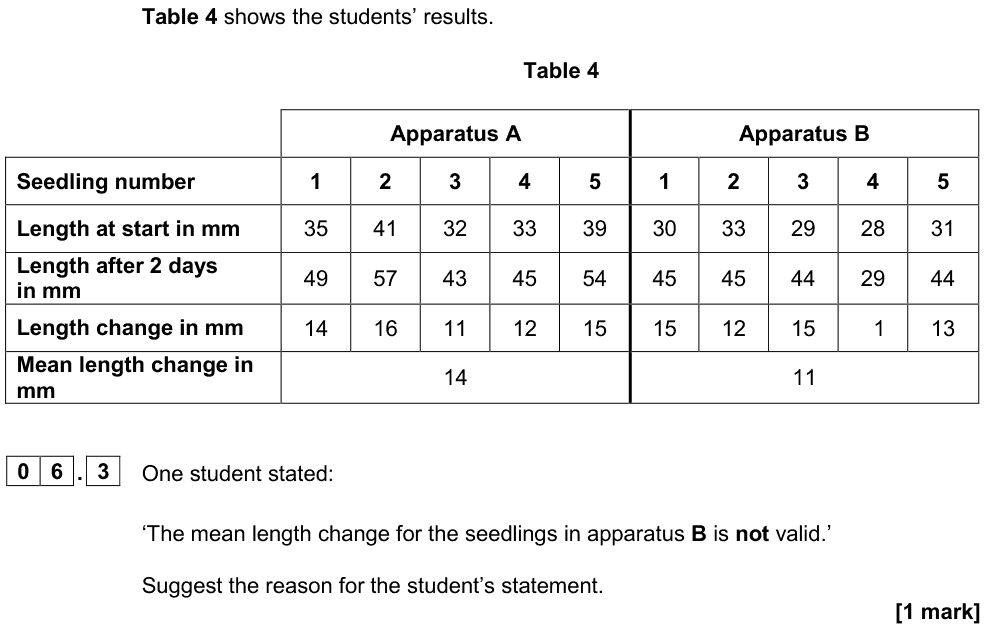 Table 4 shows the students’ results.
Table 4
Apparatus A Apparatus B
Seedling number 1 2 3 4 5 1 2 3 4 5
Length at start in mm 35 41 32 33 39 30 33 29 28 31
Length after 2 days
in mm 49 57 43 45 54 45 45 44 29 44
Length change in mm 14 16 11 12 15 15 12 15 1 13
Mean length change in
mm 14 11
0 6 . 3 One student stated:
‘The mean length change for the seedlings in apparatus B is not valid.’
Suggest the reason for the student’s statement.
[1 mark]